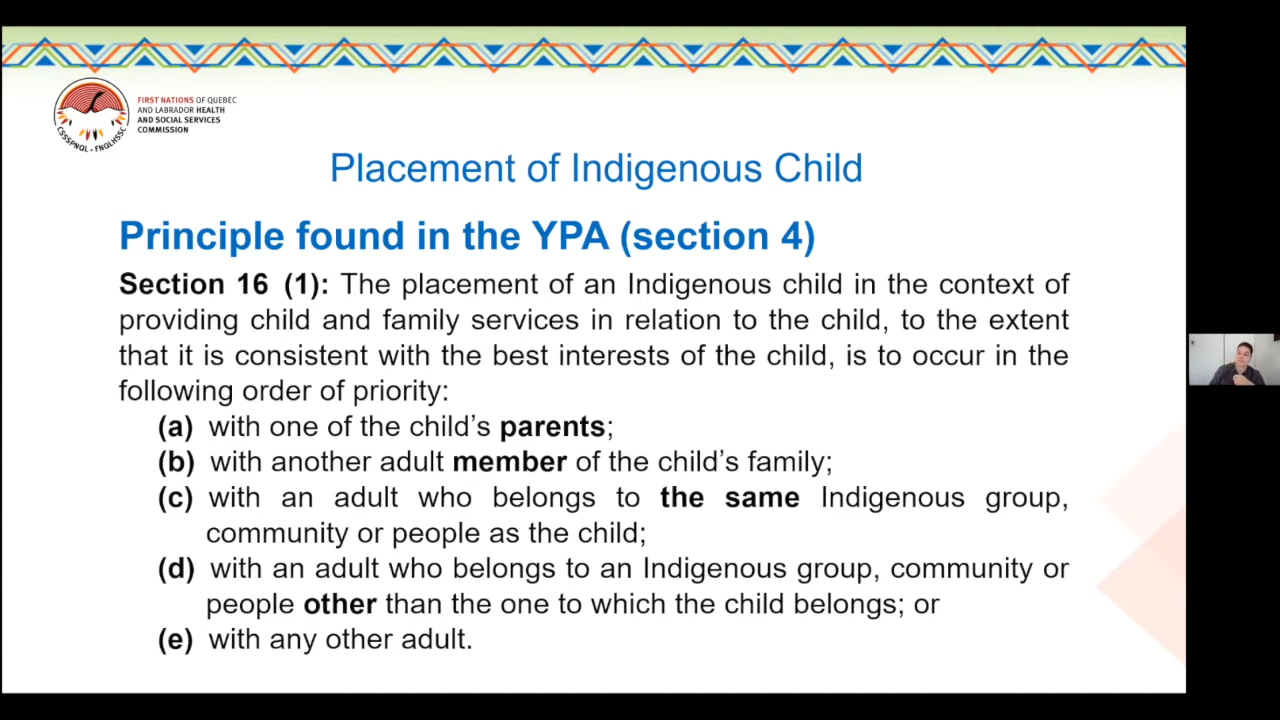 FIRST NATIONS OF QUEBEC
AND LABRADOR HEALTH
AND SOCIAL SERVICES
COMMISSION
CSSSPNQL • FNQLHSSC
Placement of Indigenous Child
Principle found in the YPA (section 4)
Section 16 (1): The placement of an Indigenous child in the context of
providing child and family services in relation to the child, to the extent
that it is consistent with the best interests of the child, is to occur in the
following order of priority:
(a) with one of the child’s parents;
(b) with another adult member of the child’s family;
(c) with an adult who belongs to the same Indigenous group,
community or people as the child;
(d) with an adult who belongs to an Indigenous group, community or
people other than the one to which the child belongs; or
(e) with any other adult.